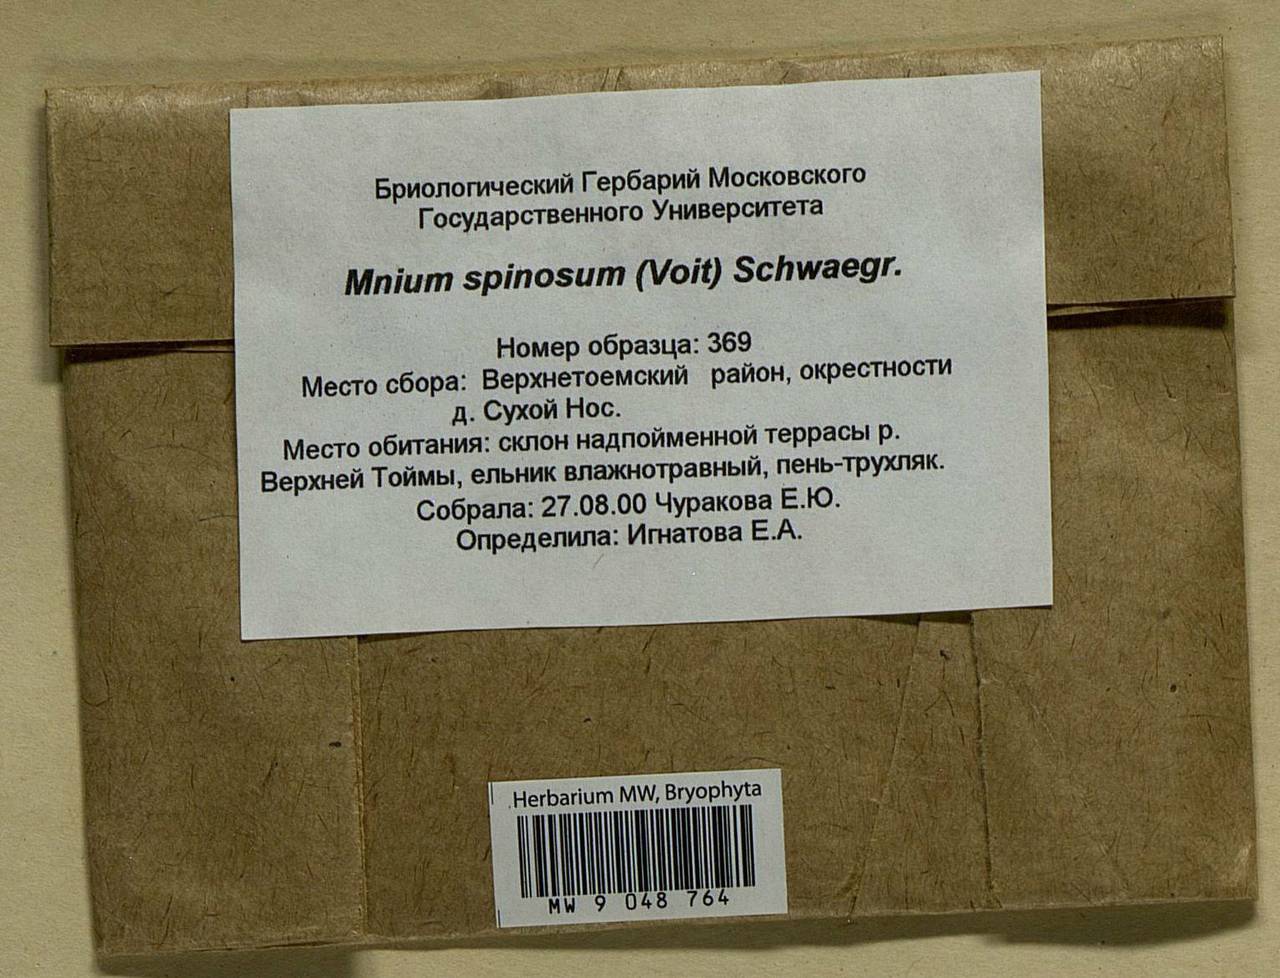 Бриологический Гербарий Московского
Государственного Университета
Mnium spinosum (Voit) Schwaegr.
Номер образца: 369
Место сбора: Верхнетоемский район, окрестности
д. Сухой Нос.
Место обитания: склон надпойменной террасы р.
Верхней Тоймы, ельник влажнотравный, пень-трухляк.
Собрала: 27.08.00 Чуракова Е.Ю.
Определила: Игнатова Е.А.
Herbarium MW, Bryophyta
MW 9 048 764